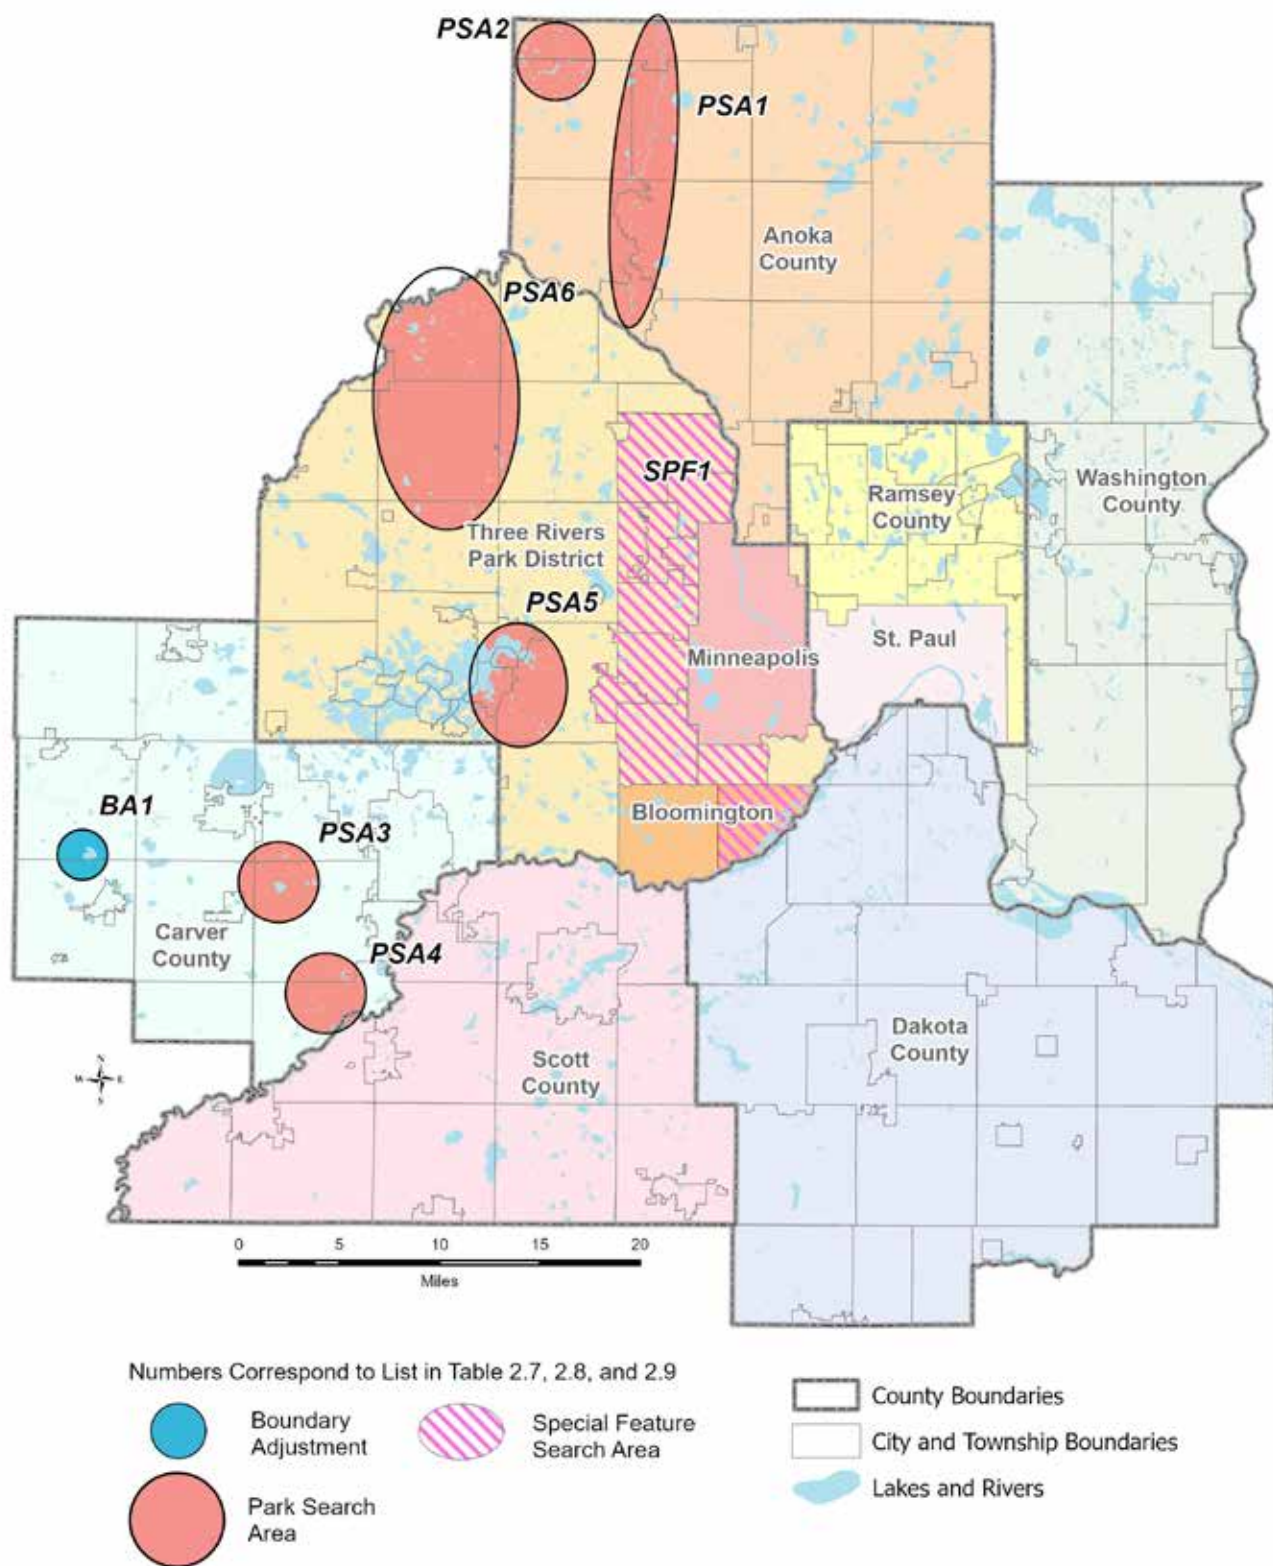 PSA2
PSA1
Anoka
County
PSA6
SPF1
Ramsey
County
Washington
County
Three Rivers
Park District
PSA5
St. Paul
Minneapolis
BA1
PSA3
Bloomington
Carver
County
PSA4
Dakota
County
Scott
County
N
W E
S
0 5 10 15 20
Miles
Numbers Correspond to List in Table 2.7, 2.8, and 2.9
Boundary
Adjustment
Special Feature
Search Area
Park Search
Area
County Boundaries
City and Township Boundaries
Lakes and Rivers